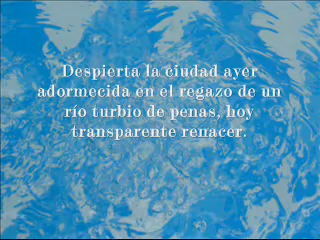 Despierta la ciudad ayer
adormecida en el regazo de un
río turbio de penas, hoy
transparente renacer.